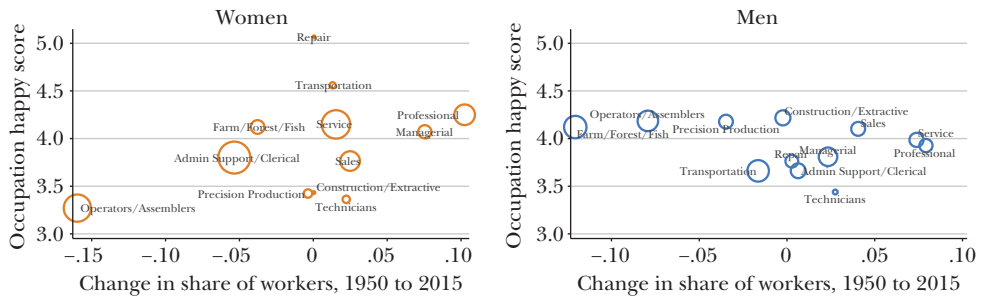 Women
Occupation happy score
5.0
4.5
4.0
3.5
3.0
Repair
Transportation
Professional
Service
Managerial
Farm/Forest/Fish
Admin Support/Clerical
Sales
Precision Production
Construction/Extractive
Technicians
Operators/Assemblers
−.15
−.10
−.05
0
.05
.10
Change in share of workers, 1950 to 2015
Men
Occupation happy score
5.0
4.5
4.0
3.5
3.0
Operators/Assemblers
Construction/Extractive
Farm/Forest/Fish
Precision Production
Sales
Service
Professional
Repair
Managerial
Transportation
Admin Support/Clerical
Technicians
−.10
−.05
0
.05
.10
Change in share of workers, 1950 to 2015